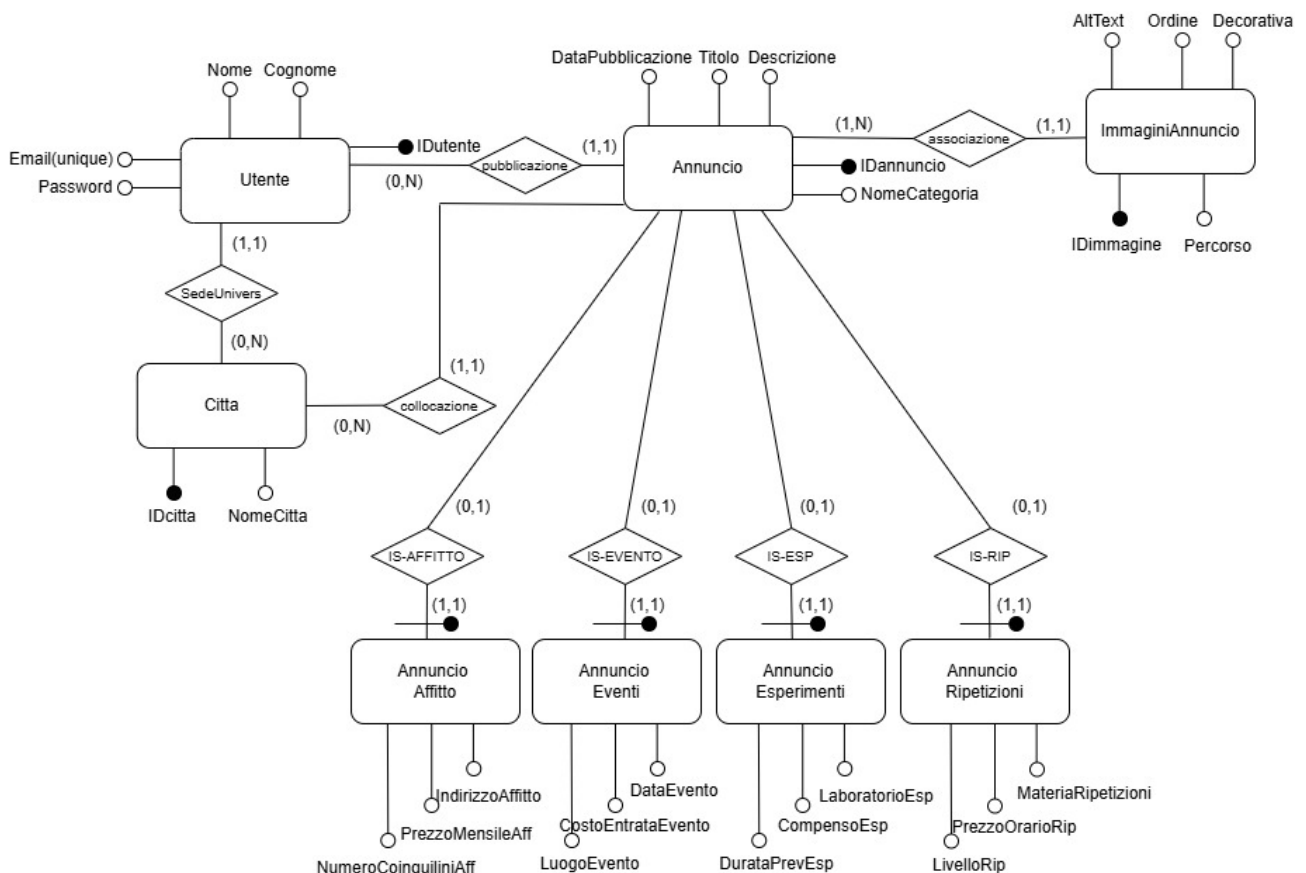 AltText
Ordine
Decorativa
DataPubblicazione
Titolo
Descrizione
Nome
Cognome
(1,N)
associazione
(1,1)
ImmaginiAnnuncio
Email(unique)
Password
Utente
IDutente
(0,N)
pubblicazione
(1,1)
Annuncio
IDannuncio
NomeCategoria
IDimmagine
Percorso
(1,1)
SedeUnivers
(0,N)
Citta
(0,N)
(1,1)
collocazione
IDcitta
NomeCitta
(0,1)
(0,1)
(0,1)
(0,1)
IS-AFFITTO
IS-EVENTO
IS-ESP
IS-RIP
(1,1)
(1,1)
(1,1)
(1,1)
Annuncio
Affitto
Annuncio
Eventi
Annuncio
Esperimenti
Annuncio
Ripetizioni
IndirizzoAffitto
PrezzoMensileAff
NumeroCoinquiliniAff
DataEvento
CostoEntrataEvento
LuogoEvento
LaboratorioEsp
CompensoEsp
DurataPrevEsp
MateriaRipetizioni
PrezzoOrarioRip
LivelloRip